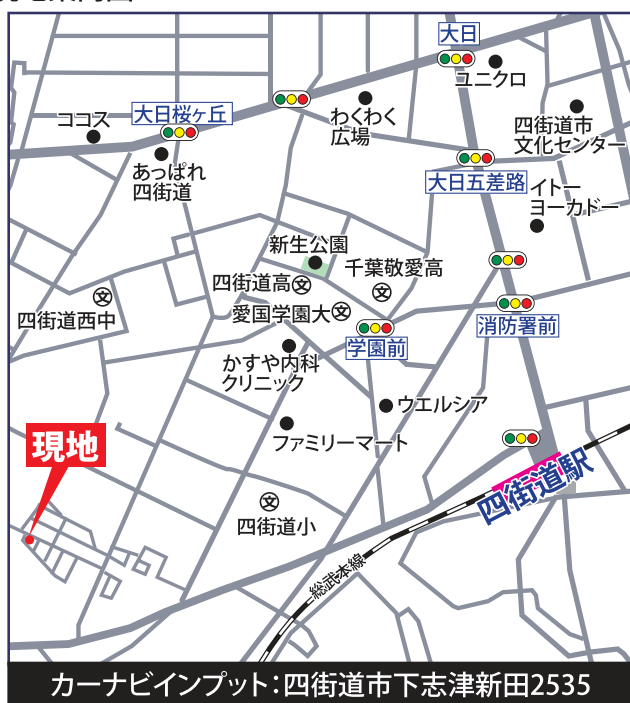 大日
ユニクロ
ココス
大日桜ヶ丘
わくわく
広場
四街道市
文化センター
あっぱれ
四街道
大日五差路
イトー
ヨーカドー
新生公園
千葉敬愛高
四街道高
文
文
文
四街道西中
愛国学園大
文
消防署前
学園前
かすや内科
クリニック
ウエルシア
ファミリーマート
現地
四街道駅
文
四街道小
総武本線
カーナビインプット：四街道市下志津新田2535